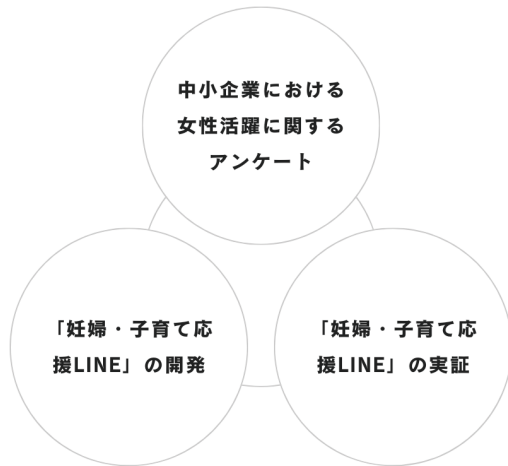 中小企業における
女性活躍に関する
アンケート
「妊婦・子育て応
援LINE」の開発
「妊婦・子育て応
援LINE」の実証